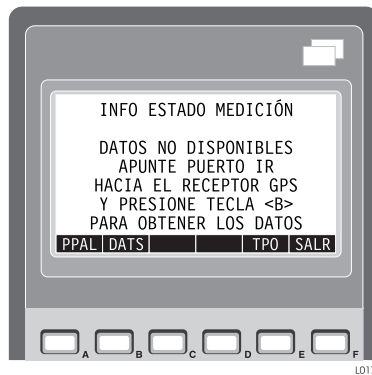 INFO ESTADO MEDICIÓN
DATOS NO DISPONIBLES
APUNTE PUERTO IR
HACIA EL RECEPTOR GPS
Y PRESIONE TECLA <B>
PARA OBTENER LOS DATOS
PPAL DATS TPO SALR
A B C D E F